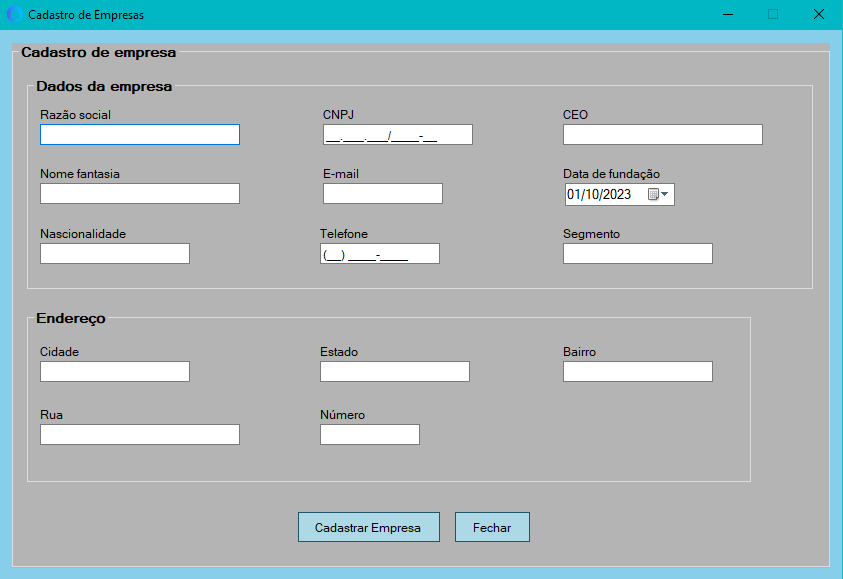 Cadastro de Empresas
Cadastro de empresa
Dados da empresa
Razão social CNPJ CEO
__.___.___/____-__
Nome fantasia E-mail Data de fundação
01/10/2023
Nascionalidade Telefone Segmento
(__) ____-____
Endereço
Cidade Estado Bairro
Rua Número
Cadastrar Empresa Fechar